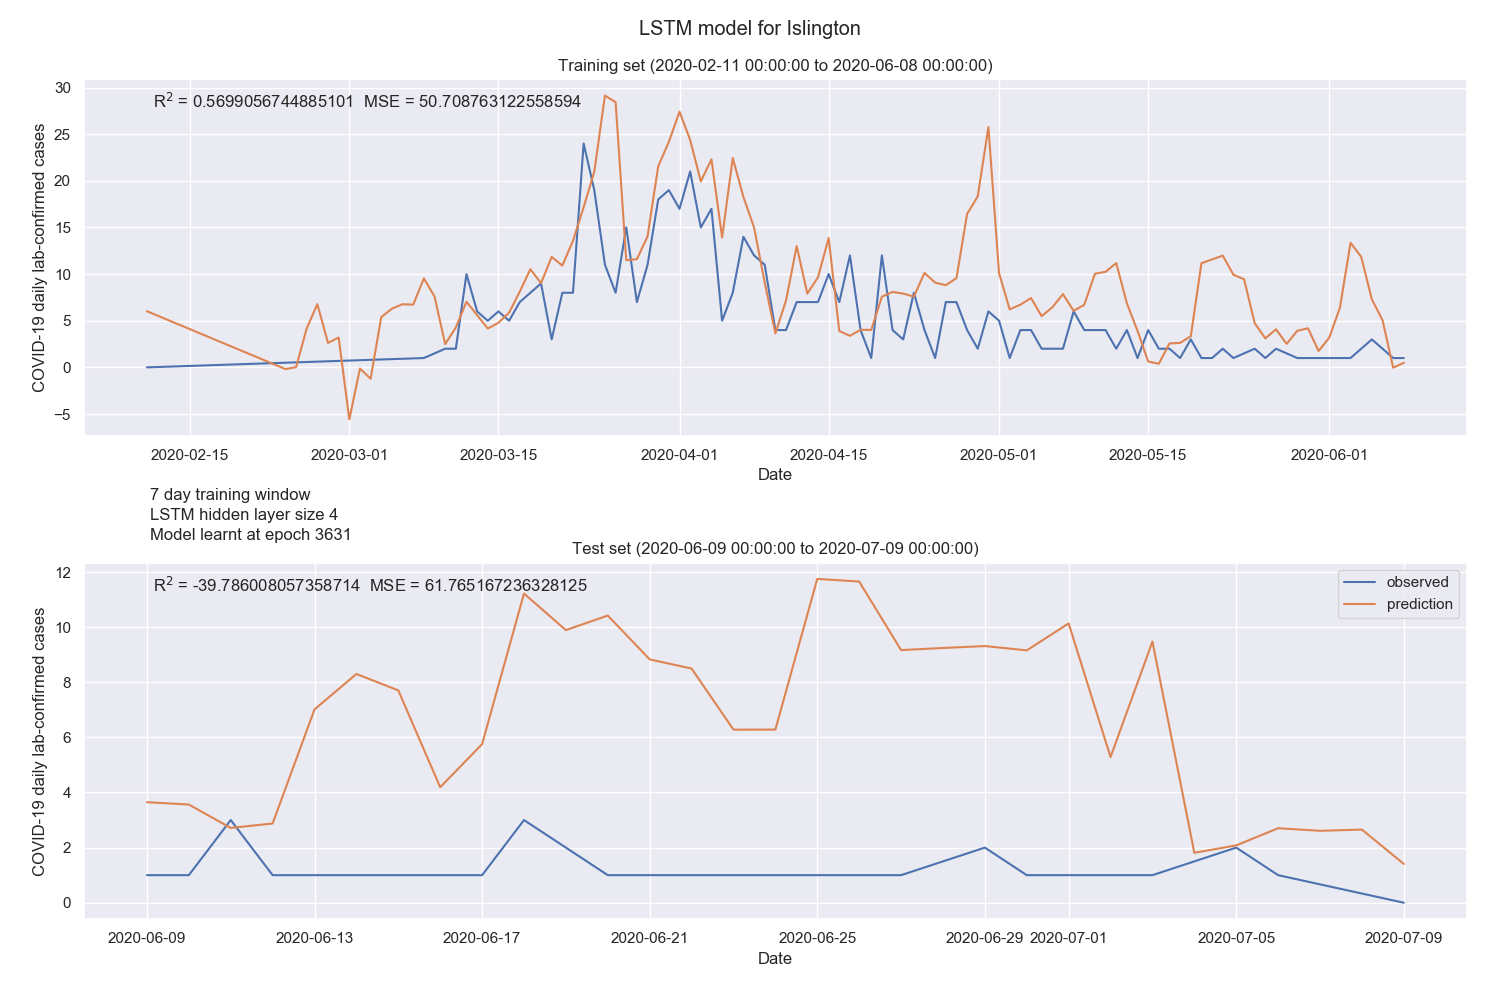 LSTM model for Islington
Training set (2020-02-11 00:00:00 to 2020-06-08 00:00:00)
R² = 0.5699056744885101  MSE = 50.708763122558594
COVID-19 daily lab-confirmed cases
30
25
20
15
10
5
0
−5
2020-02-15 2020-03-01 2020-03-15 2020-04-01 2020-04-15 2020-05-01 2020-05-15 2020-06-01
Date
7 day training window
LSTM hidden layer size 4
Model learnt at epoch 3631
Test set (2020-06-09 00:00:00 to 2020-07-09 00:00:00)
R² = -39.786008057358714  MSE = 61.765167236328125
observed
prediction
COVID-19 daily lab-confirmed cases
12
10
8
6
4
2
0
2020-06-09 2020-06-13 2020-06-17 2020-06-21 2020-06-25 2020-06-29 2020-07-01 2020-07-05 2020-07-09
Date